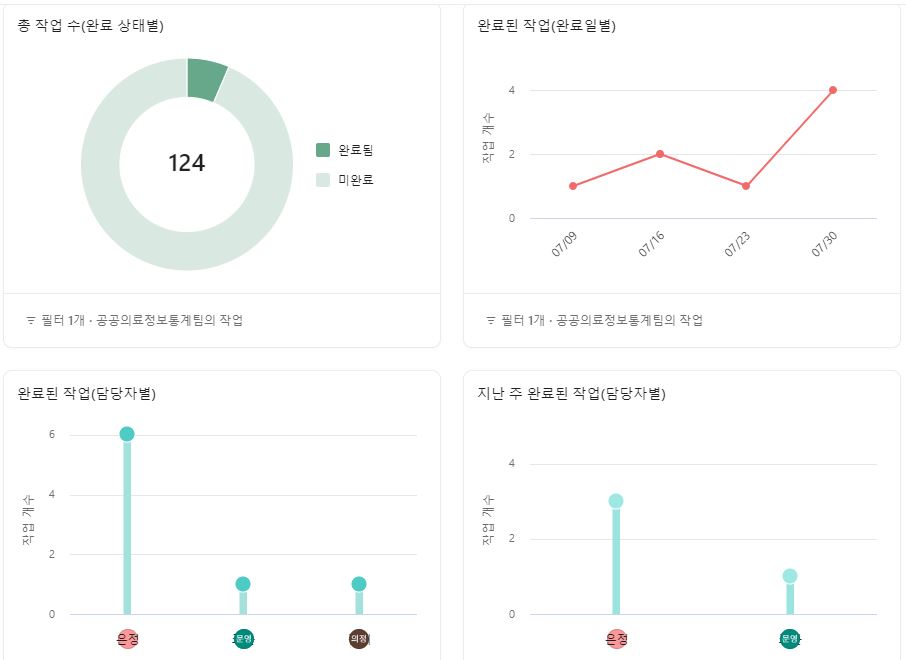 총 작업 수(완료 상태별)
124
완료됨
미완료
필터 1개 · 공공의료정보통계팀의 작업
완료된 작업(완료일별)
작업 개수
4
2
0
07/09
07/16
07/23
07/30
필터 1개 · 공공의료정보통계팀의 작업
완료된 작업(담당자별)
작업 개수
6
4
2
0
은정
문영
의정
지난 주 완료된 작업(담당자별)
작업 개수
4
2
0
은정
문영